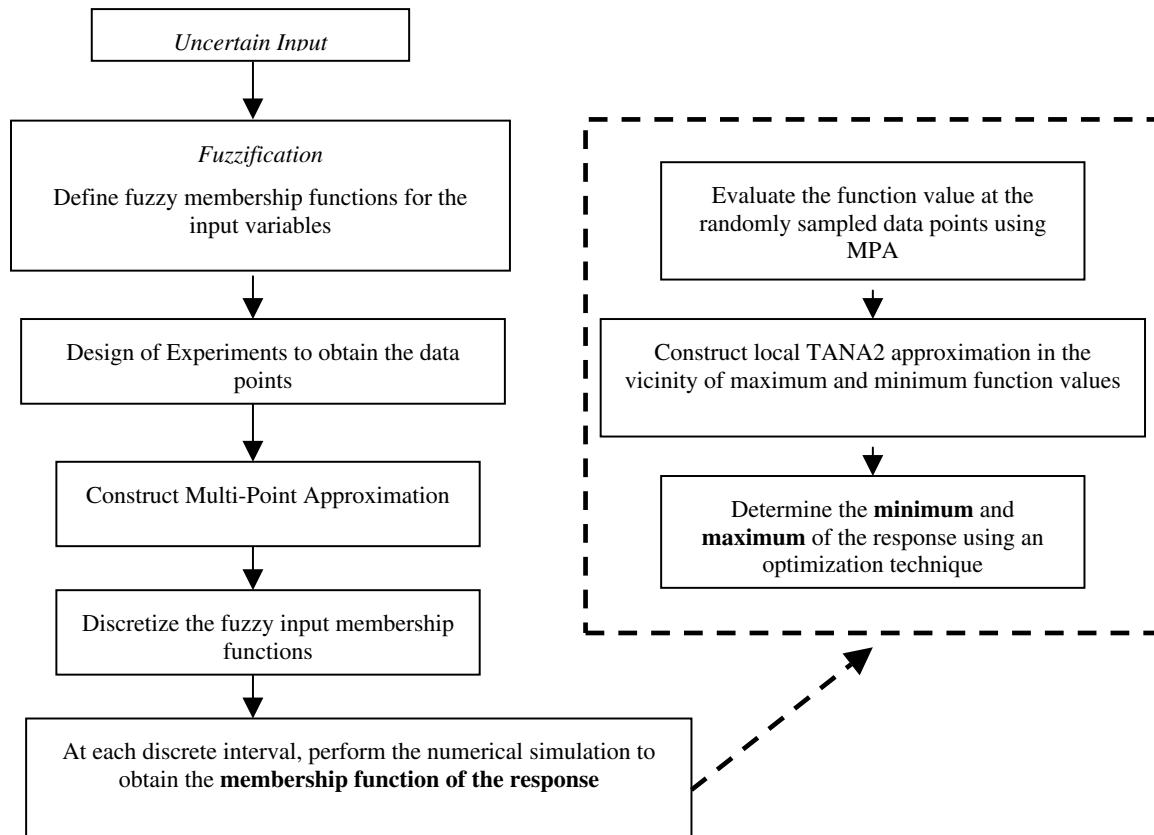 Uncertain Input
Fuzzification
Define fuzzy membership functions for the
input variables
Design of Experiments to obtain the data
points
Construct Multi-Point Approximation
Discretize the fuzzy input membership
functions
At each discrete interval, perform the numerical simulation to
obtain the membership function of the response
Evaluate the function value at the
randomly sampled data points using
MPA
Construct local TANA2 approximation in the
vicinity of maximum and minimum function values
Determine the minimum and
maximum of the response using an
optimization technique